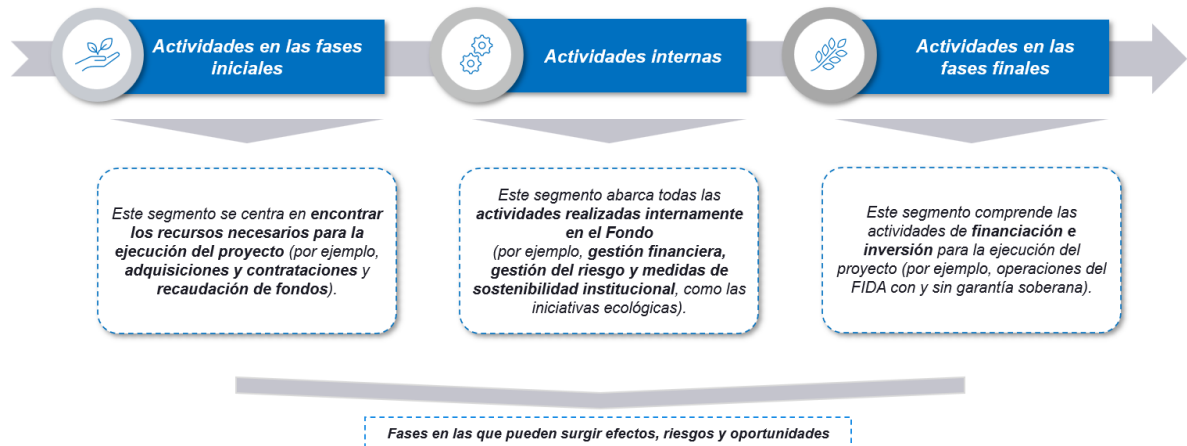 Actividades en las fases
iniciales
Actividades internas
Actividades en las
fases finales
Este segmento se centra en encontrar
los recursos necesarios para la
ejecución del proyecto (por ejemplo,
adquisiciones y contrataciones y
recaudación de fondos).
Este segmento abarca todas las
actividades realizadas internamente
en el Fondo
(por ejemplo, gestión financiera,
gestión del riesgo y medidas de
sostenibilidad institucional, como las
iniciativas ecológicas).
Este segmento comprende las
actividades de financiación e
inversión para la ejecución del
proyecto (por ejemplo, operaciones del
FIDA con y sin garantía soberana).
Fases en las que pueden surgir efectos, riesgos y oportunidades